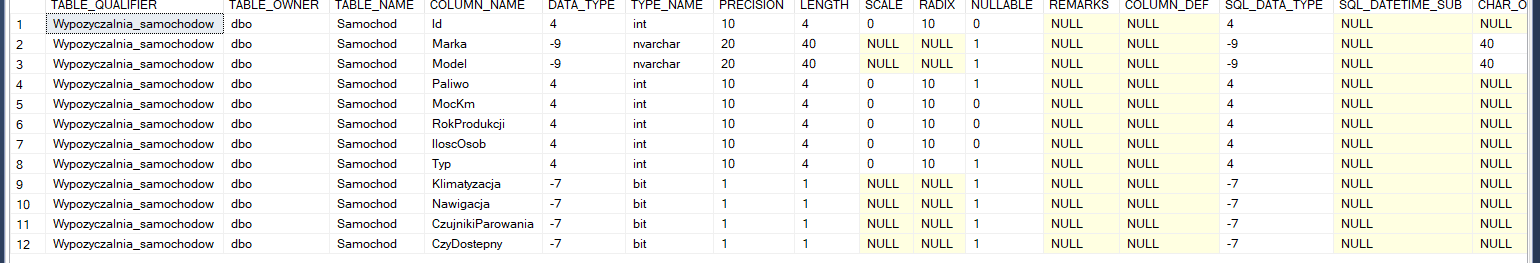 TABLE_QUALIFIER TABLE_OWNER TABLE_NAME COLUMN_NAME DATA_TYPE TYPE_NAME PRECISION LENGTH SCALE RADIX NULLABLE REMARKS COLUMN_DEF SQL_DATA_TYPE SQL_DATETIME_SUB CHAR_O
1 Wypozyczalnia_samochodow dbo Samochod Id 4 int 10 4 0 10 0 NULL NULL 4 NULL NULL
2 Wypozyczalnia_samochodow dbo Samochod Marka -9 nvarchar 20 40 NULL NULL 1 NULL NULL -9 NULL 40
3 Wypozyczalnia_samochodow dbo Samochod Model -9 nvarchar 20 40 NULL NULL 1 NULL NULL -9 NULL 40
4 Wypozyczalnia_samochodow dbo Samochod Paliwo 4 int 10 4 0 10 1 NULL NULL 4 NULL NULL
5 Wypozyczalnia_samochodow dbo Samochod MocKm 4 int 10 4 0 10 0 NULL NULL 4 NULL NULL
6 Wypozyczalnia_samochodow dbo Samochod RokProdukcji 4 int 10 4 0 10 0 NULL NULL 4 NULL NULL
7 Wypozyczalnia_samochodow dbo Samochod IloscOsob 4 int 10 4 0 10 0 NULL NULL 4 NULL NULL
8 Wypozyczalnia_samochodow dbo Samochod Typ 4 int 10 4 0 10 1 NULL NULL 4 NULL NULL
9 Wypozyczalnia_samochodow dbo Samochod Klimatyzacja -7 bit 1 1 NULL NULL 1 NULL NULL -7 NULL NULL
10 Wypozyczalnia_samochodow dbo Samochod Nawigacja -7 bit 1 1 NULL NULL 1 NULL NULL -7 NULL NULL
11 Wypozyczalnia_samochodow dbo Samochod CzujnikiParowania -7 bit 1 1 NULL NULL 1 NULL NULL -7 NULL NULL
12 Wypozyczalnia_samochodow dbo Samochod CzyDostepny -7 bit 1 1 NULL NULL 1 NULL NULL -7 NULL NULL